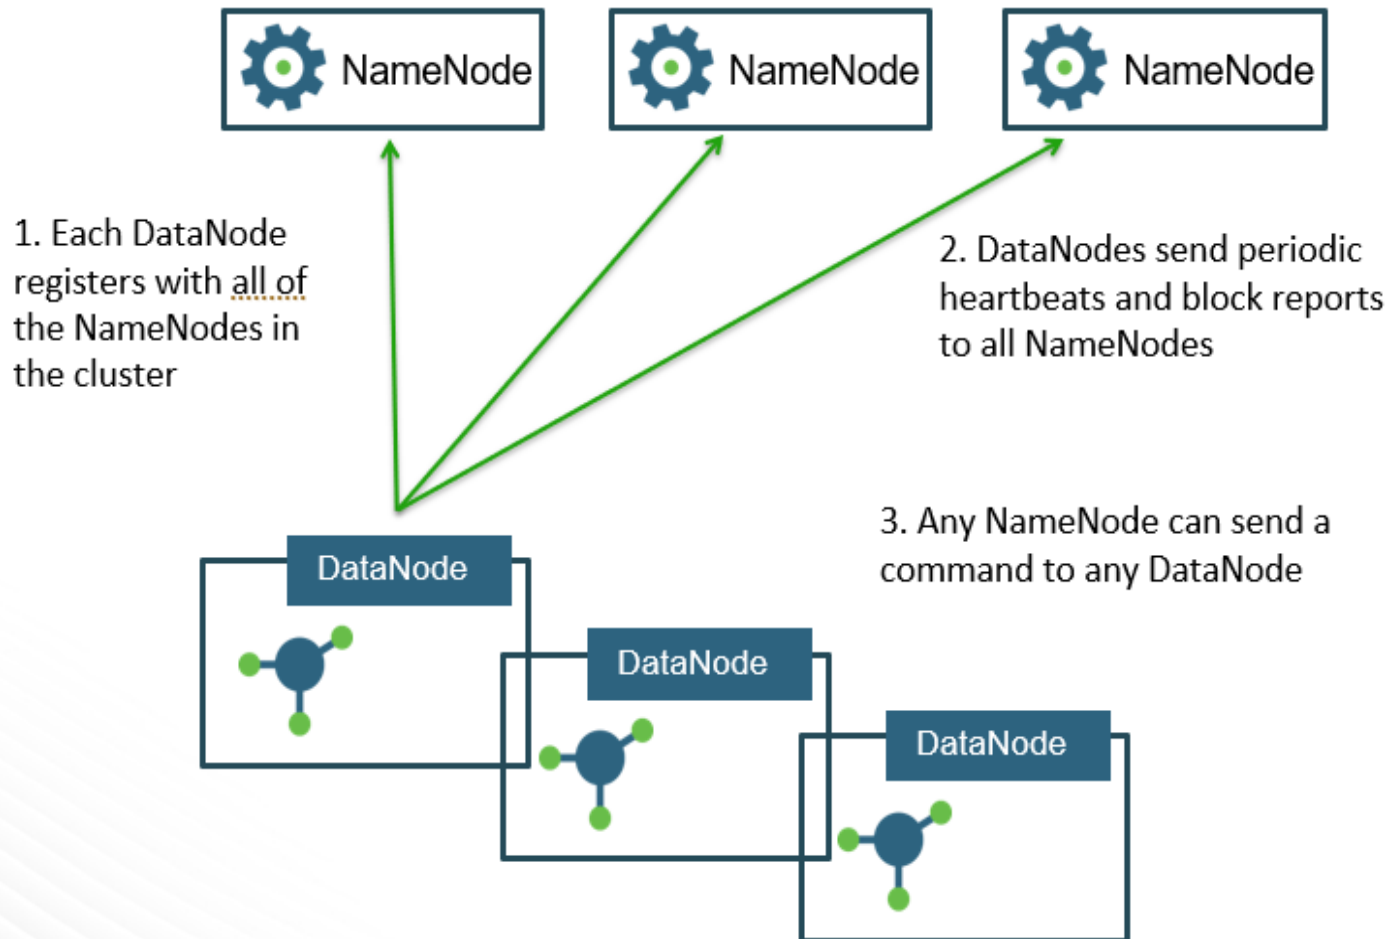 NameNode
NameNode
NameNode
1. Each DataNode
registers with all of
the NameNodes in
the cluster
2. DataNodes send periodic
heartbeats and block reports
to all NameNodes
3. Any NameNode can send a
command to any DataNode
DataNode
DataNode
DataNode